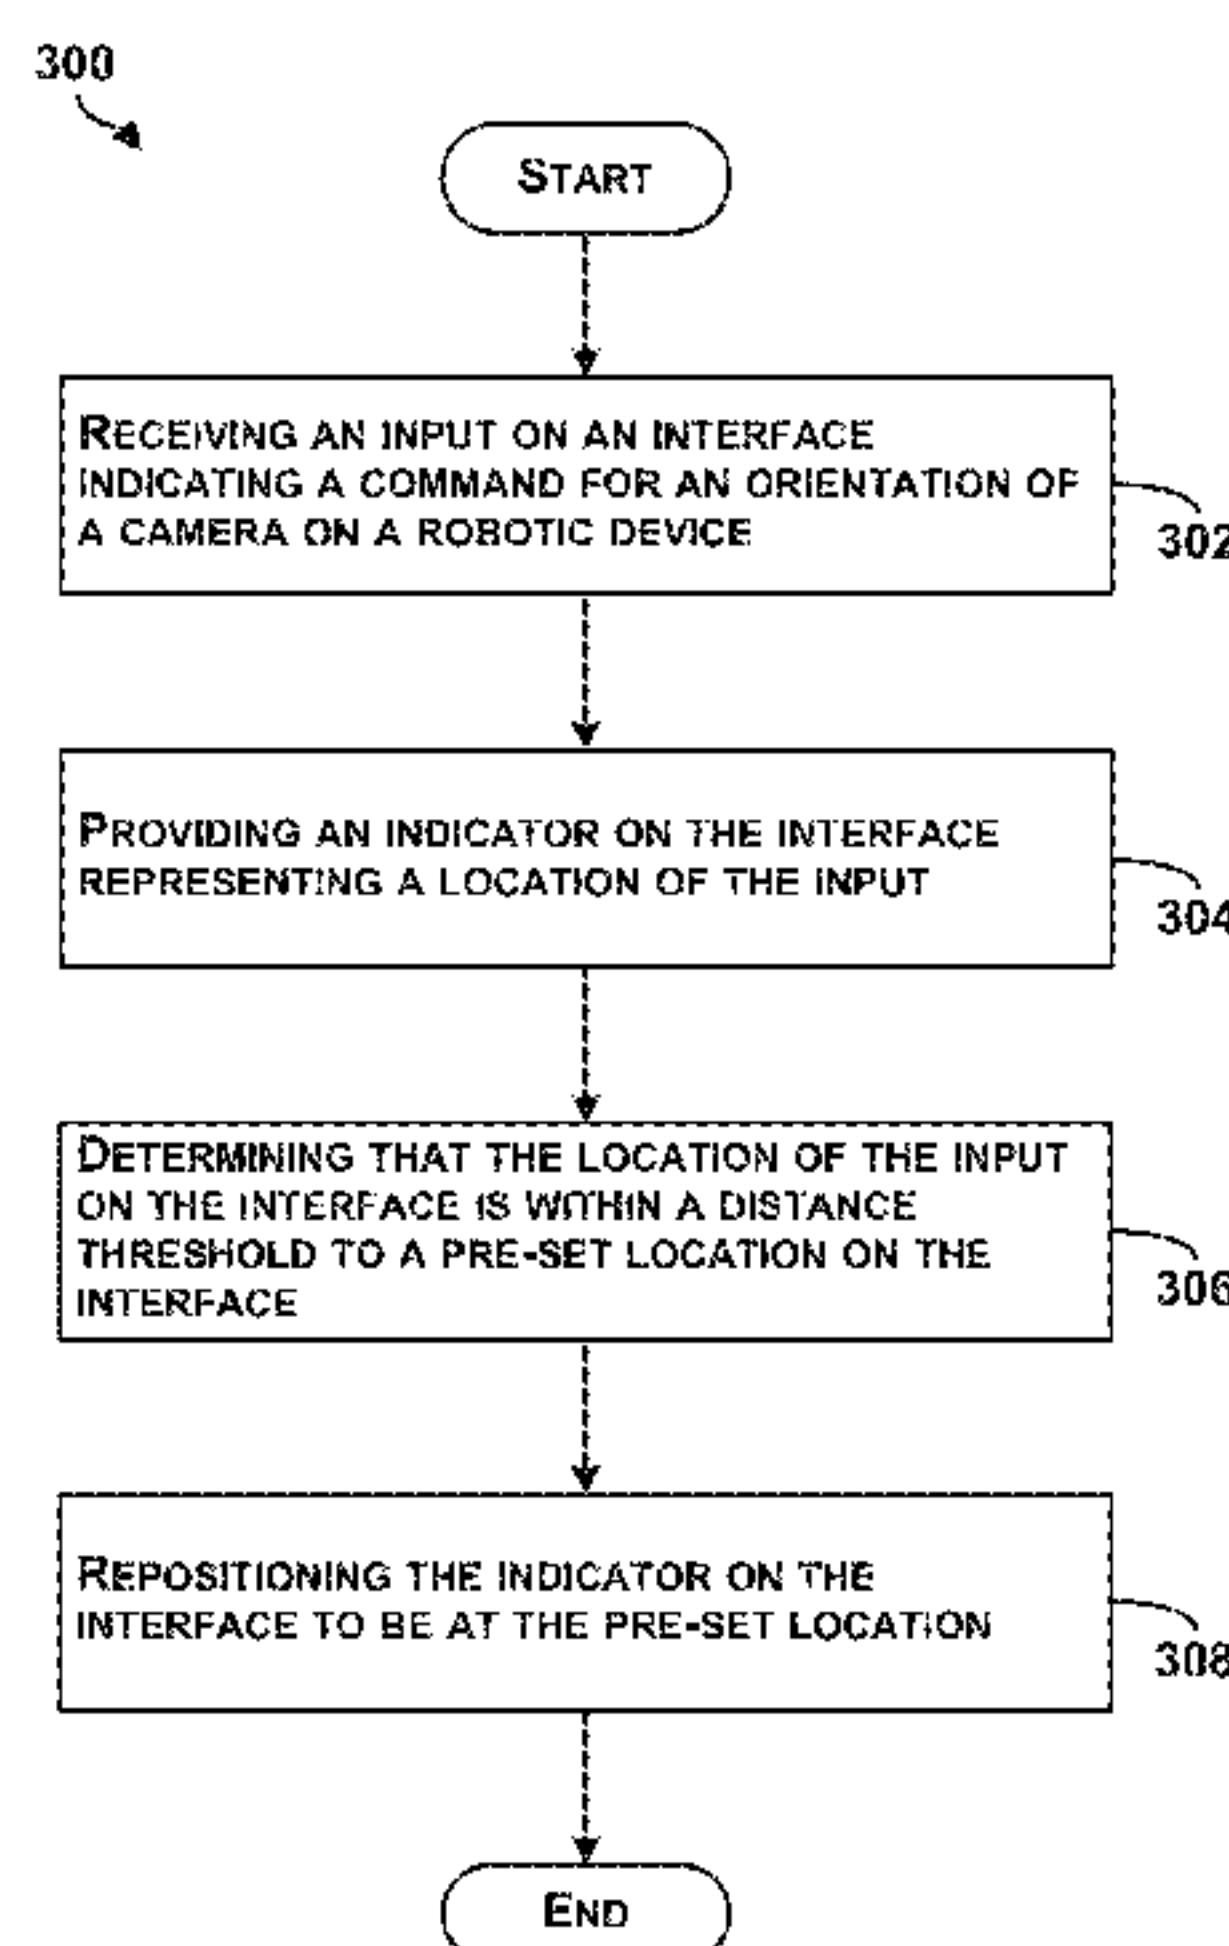 300
START
RECEIVING AN INPUT ON AN INTERFACE
INDICATING A COMMAND FOR AN ORIENTATION OF
A CAMERA ON A ROBOTIC DEVICE
302
PROVIDING AN INDICATOR ON THE INTERFACE
REPRESENTING A LOCATION OF THE INPUT
304
DETERMINING THAT THE LOCATION OF THE INPUT
ON THE INTERFACE IS WITHIN A DISTANCE
THRESHOLD TO A PRE-SET LOCATION ON THE
INTERFACE
306
REPOSITIONING THE INDICATOR ON THE
INTERFACE TO BE AT THE PRE-SET LOCATION
308
END